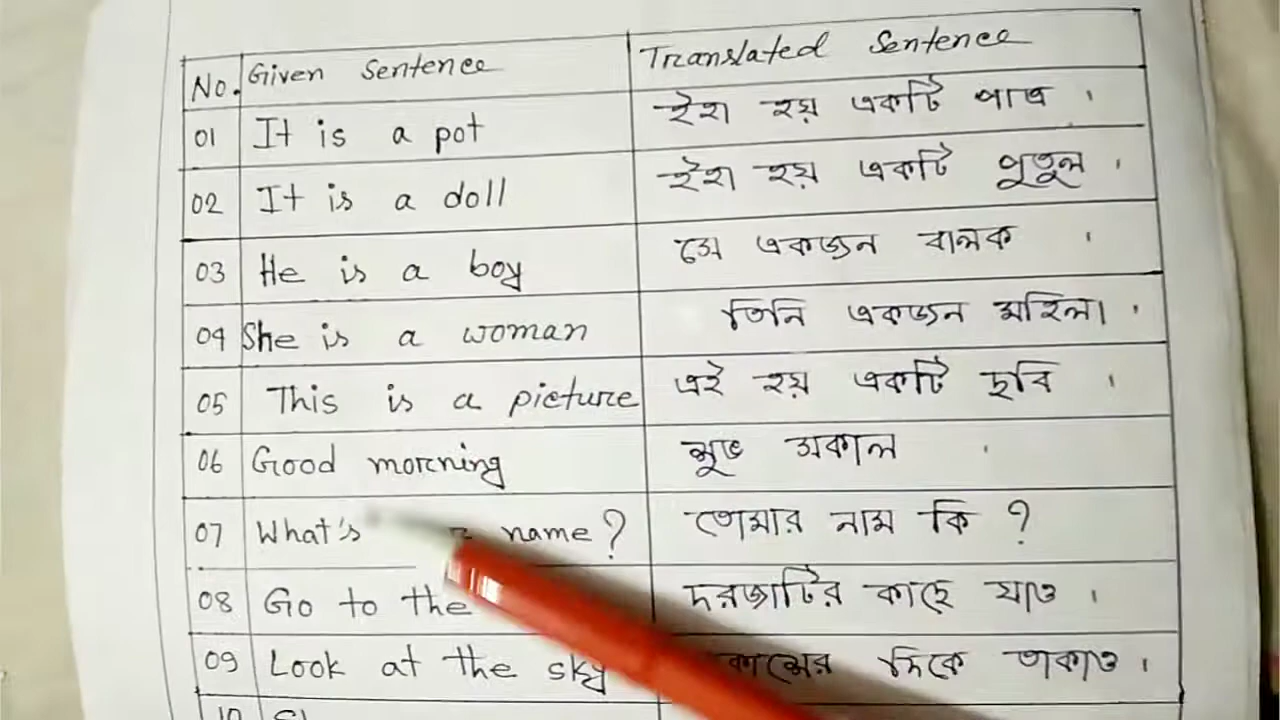 No. Given Sentence Translated Sentence
01 It is a pot ইহা হয় একটি পাত্র ।
02 It is a doll ইহা হয় একটি পুতুল ।
03 He is a boy সে একজন বালক ।
04 She is a woman তিনি একজন মহিলা ।
05 This is a picture এই হয় একটি ছবি ।
06 Good morning শুভ সকাল ।
07 What's name? তোমার নাম কি ?
08 Go to the দরজাটির কাছে যাও ।
09 Look at the sky দিকে তাকাও ।
10